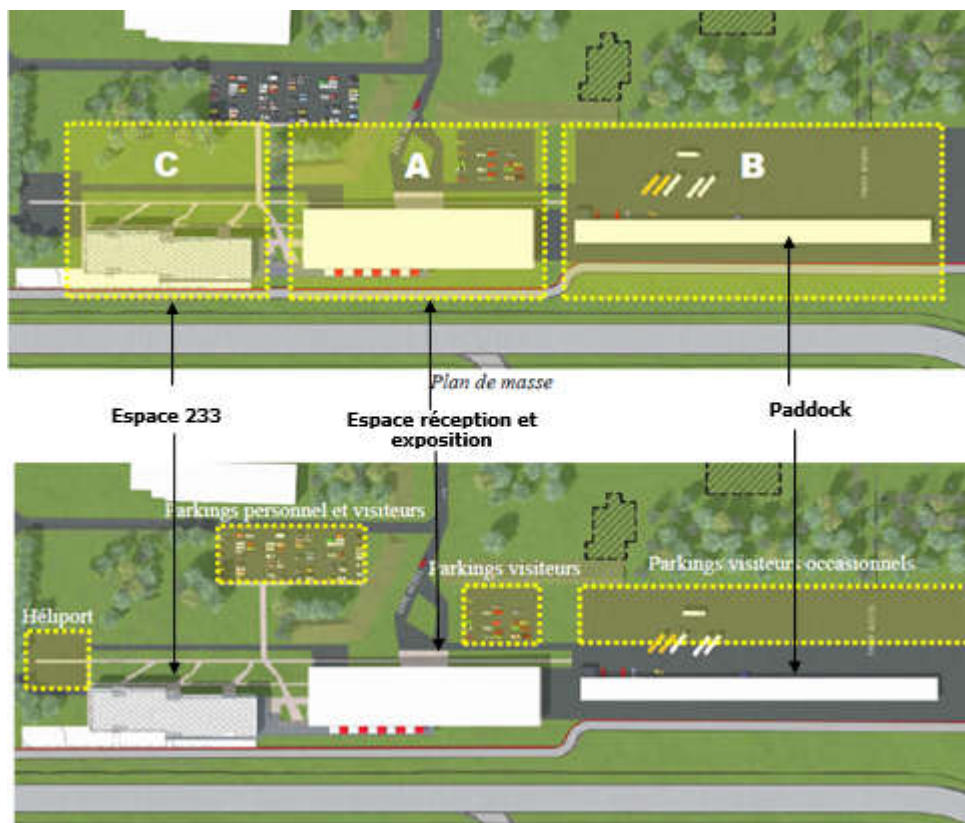 C
A
B
Plan de masse
Espace 233
Espace réception et
exposition
Paddock
Parkings personnel et visiteurs
Parkings visiteurs
Parkings visiteurs occasionnels
Héliport